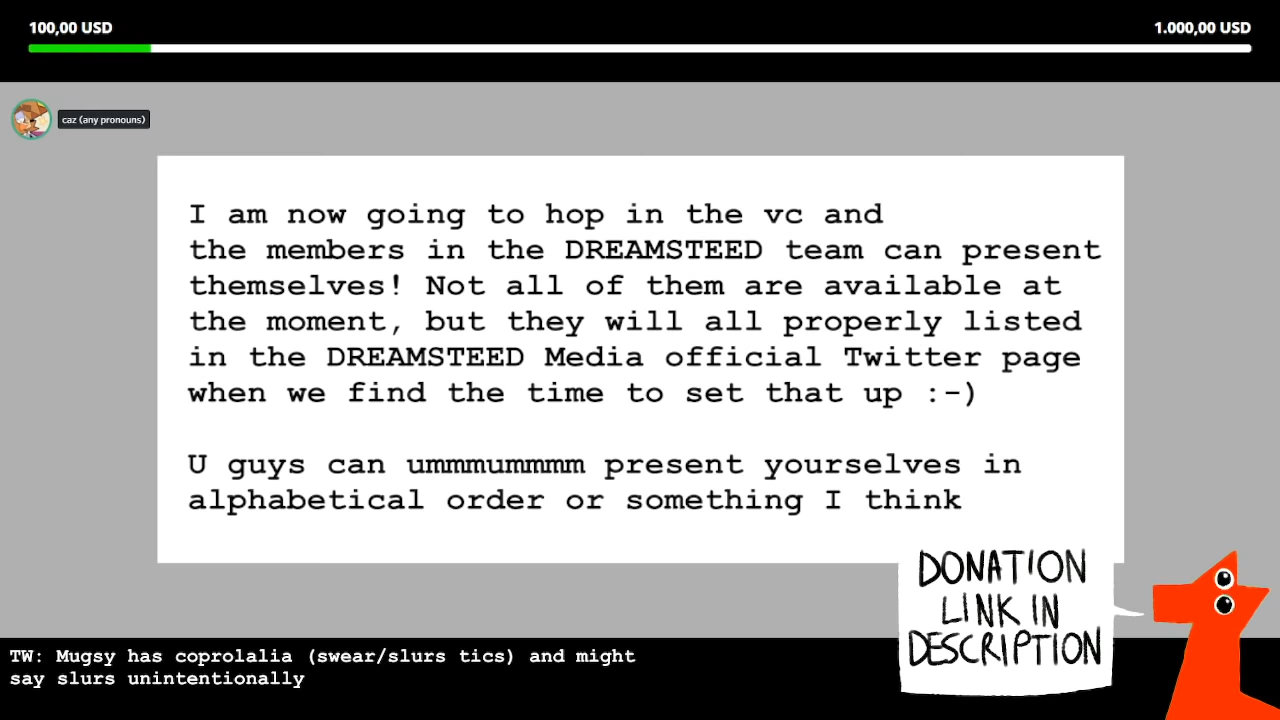 100,00 USD
1.000,00 USD
caz (any pronouns)
I am now going to hop in the vc and
the members in the DREAMSTEED team can present
themselves! Not all of them are available at
the moment, but they will all properly listed
in the DREAMSTEED Media official Twitter page
when we find the time to set that up :-)
U guys can ummmummmm present yourselves in
alphabetical order or something I think
DONATION
LINK IN
DESCRIPTION
TW: Mugsy has coprolalia (swear/slurs tics) and might
say slurs unintentionally